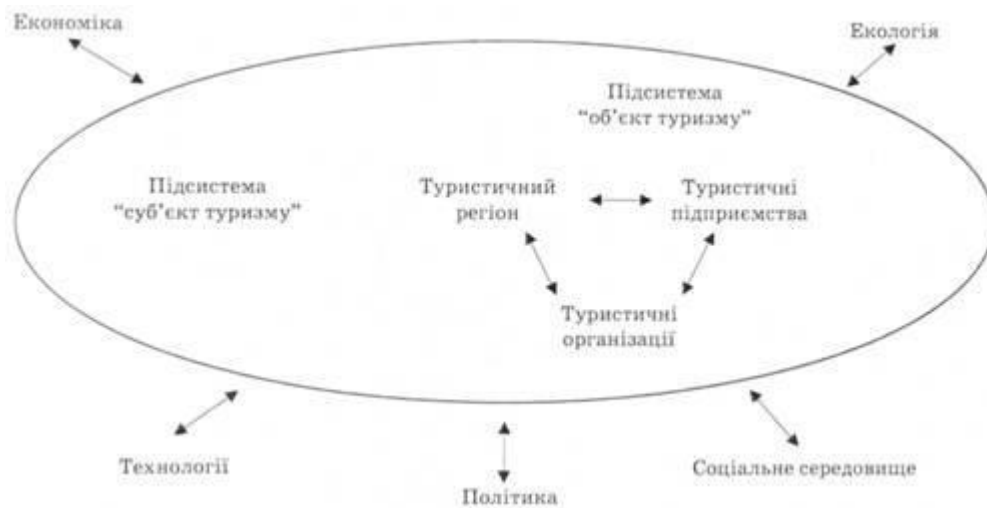 Економіка
Екологія
Підсистема
“об’єкт туризму”
Підсистема
“суб’єкт туризму”
Туристичний
регіон
Туристичні
підприємства
Туристичні
організації
Технології
Політика
Соціальне середовище